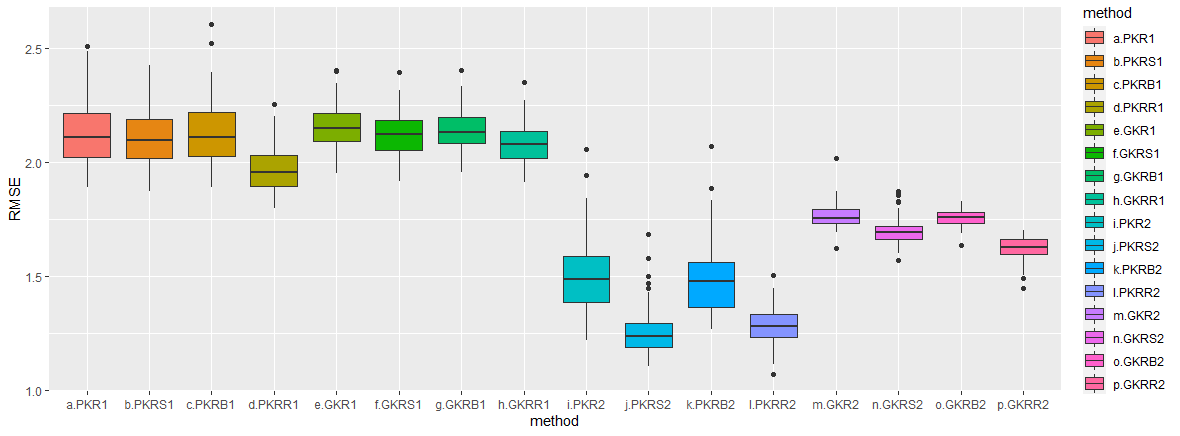 RMSE
2.5
2.0
1.5
1.0
a.PKR1 b.PKRS1 c.PKRB1 d.PKRR1 e.GKR1 f.GKRS1 g.GKRB1 h.GKRR1 i.PKR2 j.PKRS2 k.PKRB2 l.PKRR2 m.GKR2 n.GKRS2 o.GKRB2 p.GKRR2
method
method
a.PKR1
b.PKRS1
c.PKRB1
d.PKRR1
e.GKR1
f.GKRS1
g.GKRB1
h.GKRR1
i.PKR2
j.PKRS2
k.PKRB2
l.PKRR2
m.GKR2
n.GKRS2
o.GKRB2
p.GKRR2